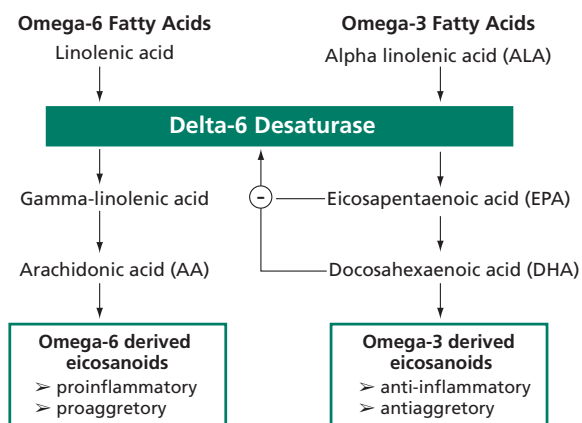 Omega-6 Fatty Acids
Linolenic acid
Omega-3 Fatty Acids
Alpha linolenic acid (ALA)
Delta-6 Desaturase
Gamma-linolenic acid
-
Eicosapentaenoic acid (EPA)
Arachidonic acid (AA)
Docosahexaenoic acid (DHA)
Omega-6 derived
eicosanoids
➢ proinflammatory
➢ proaggretory
Omega-3 derived
eicosanoids
➢ anti-inflammatory
➢ antiaggretory